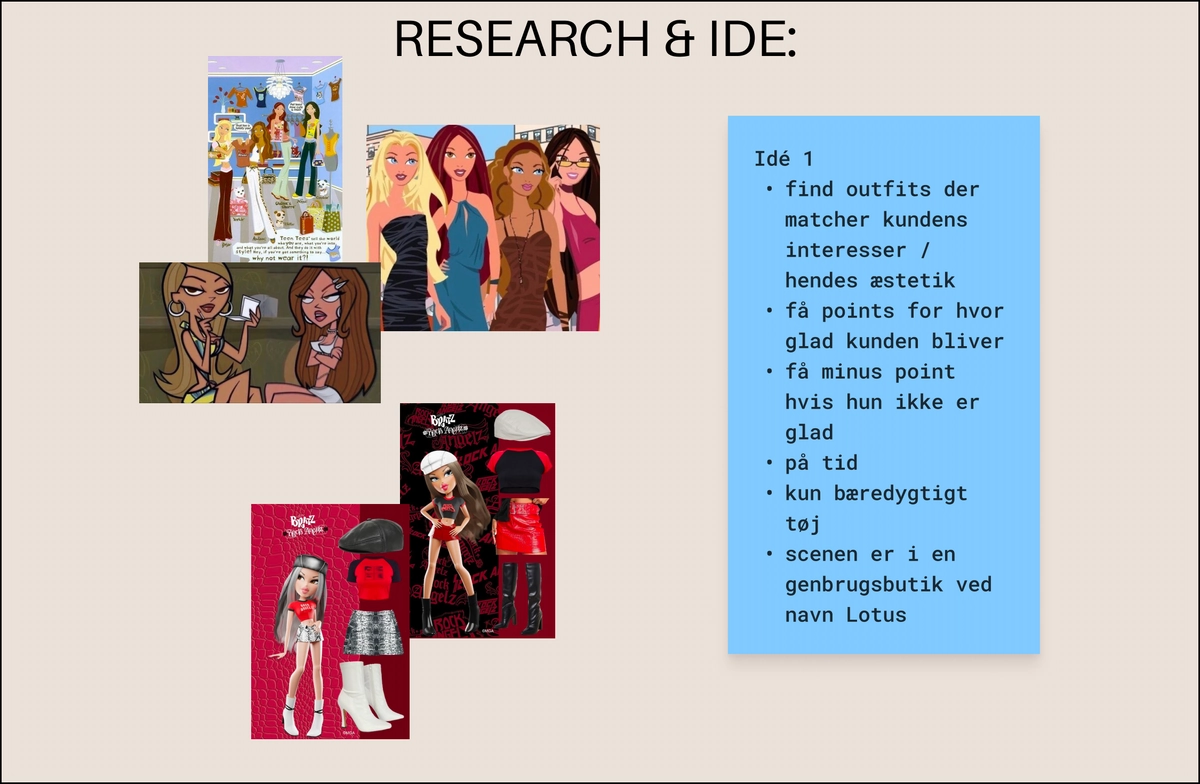 RESEARCH & IDE:
Teen Tees
why not wear it?!
BRATZ
ROCK ANGELZ
BRATZ
ROCK ANGELZ
Idé 1
• find outfits der
matcher kundens
interesser /
hendes æstetik
• få points for hvor
glad kunden bliver
• få minus point
hvis hun ikke er
glad
• på tid
• kun bæredygtigt
tøj
• scenen er i en
genbrugsbutik ved
navn Lotus